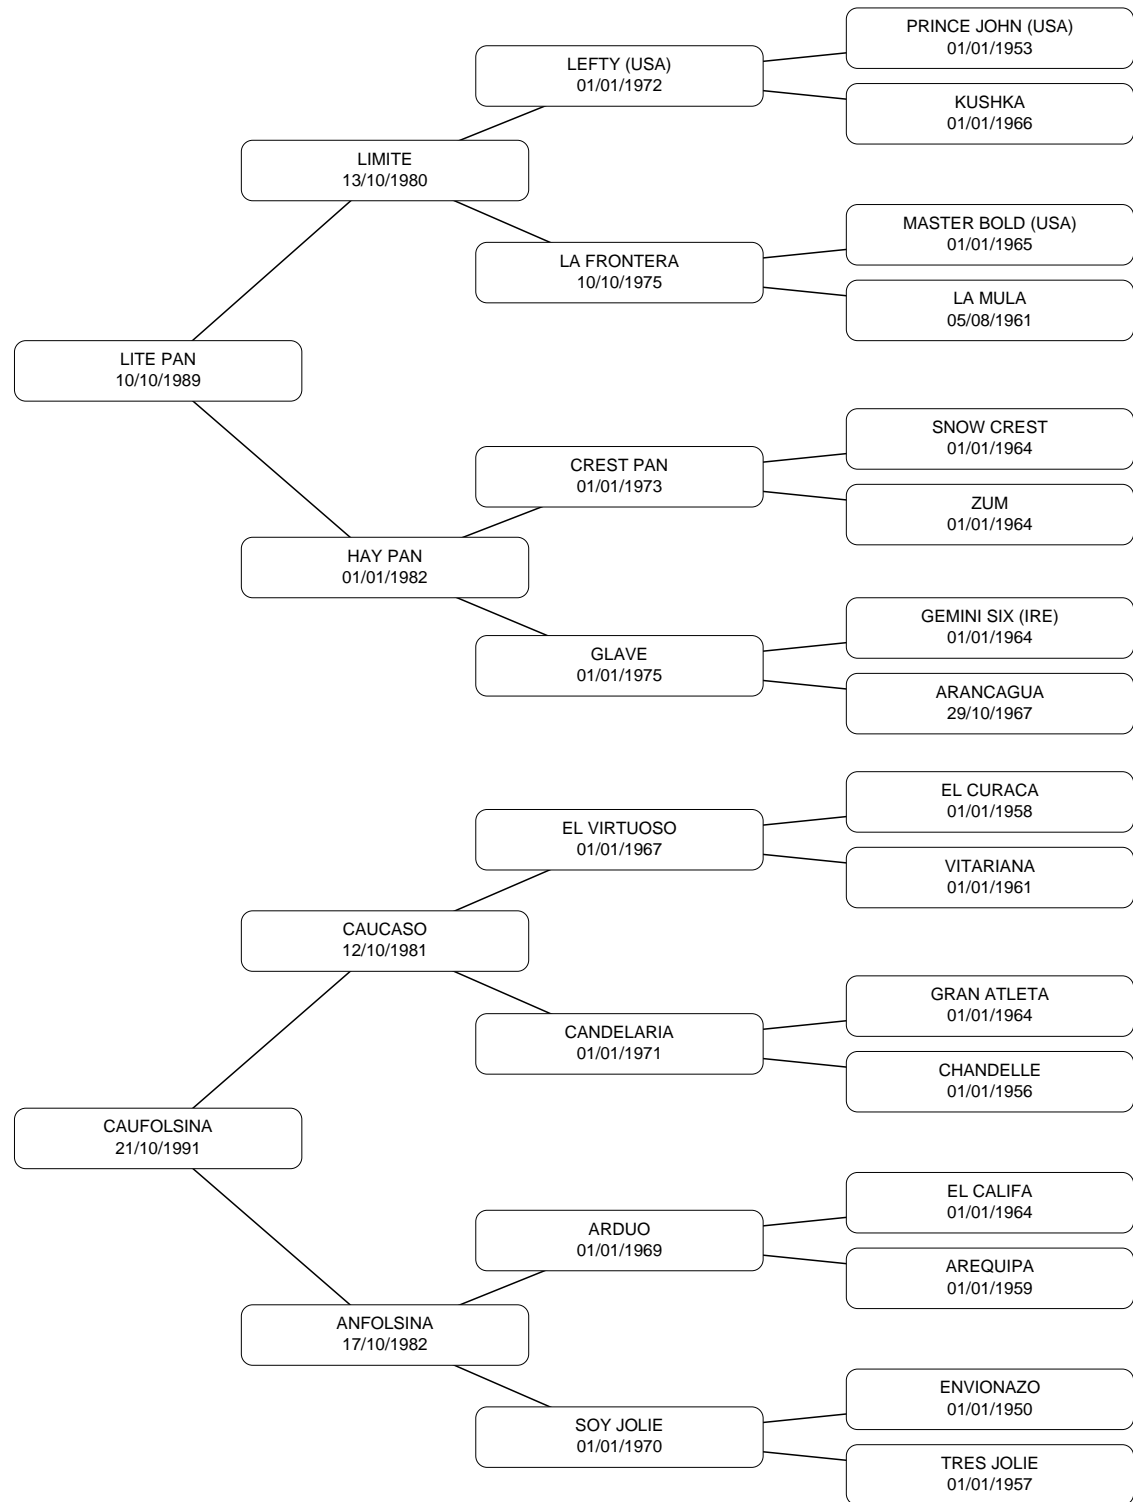 PRINCE JOHN (USA)
01/01/1953
LEFTY (USA)
01/01/1972
KUSHKA
01/01/1966
LIMITE
13/10/1980
MASTER BOLD (USA)
01/01/1965
LA FRONTERA
10/10/1975
LA MULA
05/08/1961
LITE PAN
10/10/1989
SNOW CREST
01/01/1964
CREST PAN
01/01/1973
ZUM
01/01/1964
HAY PAN
01/01/1982
GEMINI SIX (IRE)
01/01/1964
GLAVE
01/01/1975
ARANCAGUA
29/10/1967
EL CURACA
01/01/1958
EL VIRTUOSO
01/01/1967
VITARIANA
01/01/1961
CAUCASO
12/10/1981
GRAN ATLETA
01/01/1964
CANDELARIA
01/01/1971
CHANDELLE
01/01/1956
CAUFOLSINA
21/10/1991
EL CALIFA
01/01/1964
ARDUO
01/01/1969
AREQUIPA
01/01/1959
ANFOLSINA
17/10/1982
ENVIONAZO
01/01/1950
SOY JOLIE
01/01/1970
TRES JOLIE
01/01/1957